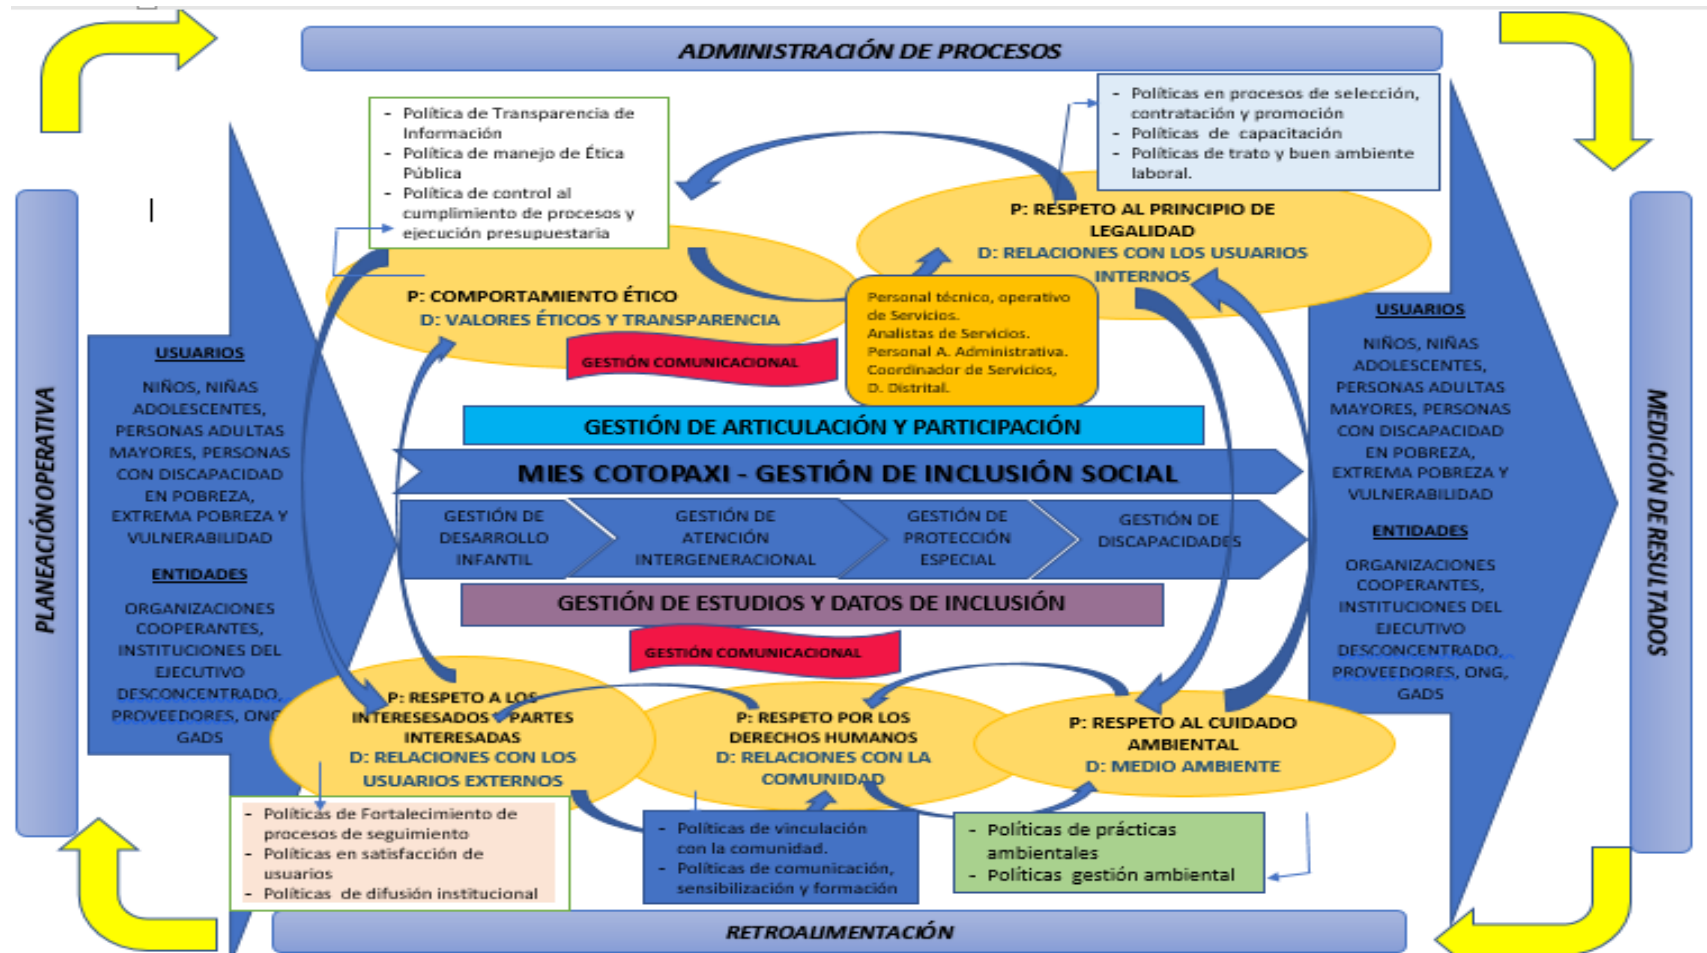 ADMINISTRACIÓN DE PROCESOS
- Política de Transparencia de
Información
- Política de manejo de Ética
Pública
- Política de control al
cumplimiento de procesos y
ejecución presupuestaria
- Políticas en procesos de selección,
contratación y promoción
- Políticas de capacitación
- Políticas de trato y buen ambiente
laboral.
P: RESPETO AL PRINCIPIO DE
LEGALIDAD
D: RELACIONES CON LOS USUARIOS
INTERNOS
P: COMPORTAMIENTO ÉTICO
D: VALORES ÉTICOS Y TRANSPARENCIA
GESTIÓN COMUNICACIONAL
Personal técnico, operativo
de Servicios.
Analistas de Servicios.
Personal A. Administrativa.
Coordinador de Servicios,
D. Distrital.
PLANEACIÓN OPERATIVA
USUARIOS
NIÑOS, NIÑAS
ADOLESCENTES,
PERSONAS ADULTAS
MAYORES, PERSONAS
CON DISCAPACIDAD
EN POBREZA,
EXTREMA POBREZA Y
VULNERABILIDAD
ENTIDADES
ORGANIZACIONES
COOPERANTES,
INSTITUCIONES DEL
EJECUTIVO
DESCONCENTRADO,
PROVEEDORES, ONG,
GADS
GESTIÓN DE ARTICULACIÓN Y PARTICIPACIÓN
MIES COTOPAXI - GESTIÓN DE INCLUSIÓN SOCIAL
GESTIÓN DE
DESARROLLO
INFANTIL
GESTIÓN DE
ATENCIÓN
INTERGENERACIONAL
GESTIÓN DE
PROTECCIÓN
ESPECIAL
GESTIÓN DE
DISCAPACIDADES
GESTIÓN DE ESTUDIOS Y DATOS DE INCLUSIÓN
GESTIÓN COMUNICACIONAL
USUARIOS
NIÑOS, NIÑAS
ADOLESCENTES,
PERSONAS ADULTAS
MAYORES, PERSONAS
CON DISCAPACIDAD
EN POBREZA,
EXTREMA POBREZA Y
VULNERABILIDAD
ENTIDADES
ORGANIZACIONES
COOPERANTES,
INSTITUCIONES DEL
EJECUTIVO
DESCONCENTRADO,
PROVEEDORES, ONG,
GADS
MEDICIÓN DE RESULTADOS
P: RESPETO A LOS
INTERESESADOS PARTES
INTERESADAS
D: RELACIONES CON LOS
USUARIOS EXTERNOS
P: RESPETO POR LOS
DERECHOS HUMANOS
D: RELACIONES CON LA
COMUNIDAD
P: RESPETO AL CUIDADO
AMBIENTAL
D: MEDIO AMBIENTE
- Políticas de Fortalecimiento de
procesos de seguimiento
- Políticas en satisfacción de
usuarios
- Políticas de difusión institucional
- Políticas de vinculación
con la comunidad.
- Políticas de comunicación,
sensibilización y formación
- Políticas de prácticas
ambientales
- Políticas gestión ambiental
RETROALIMENTACIÓN